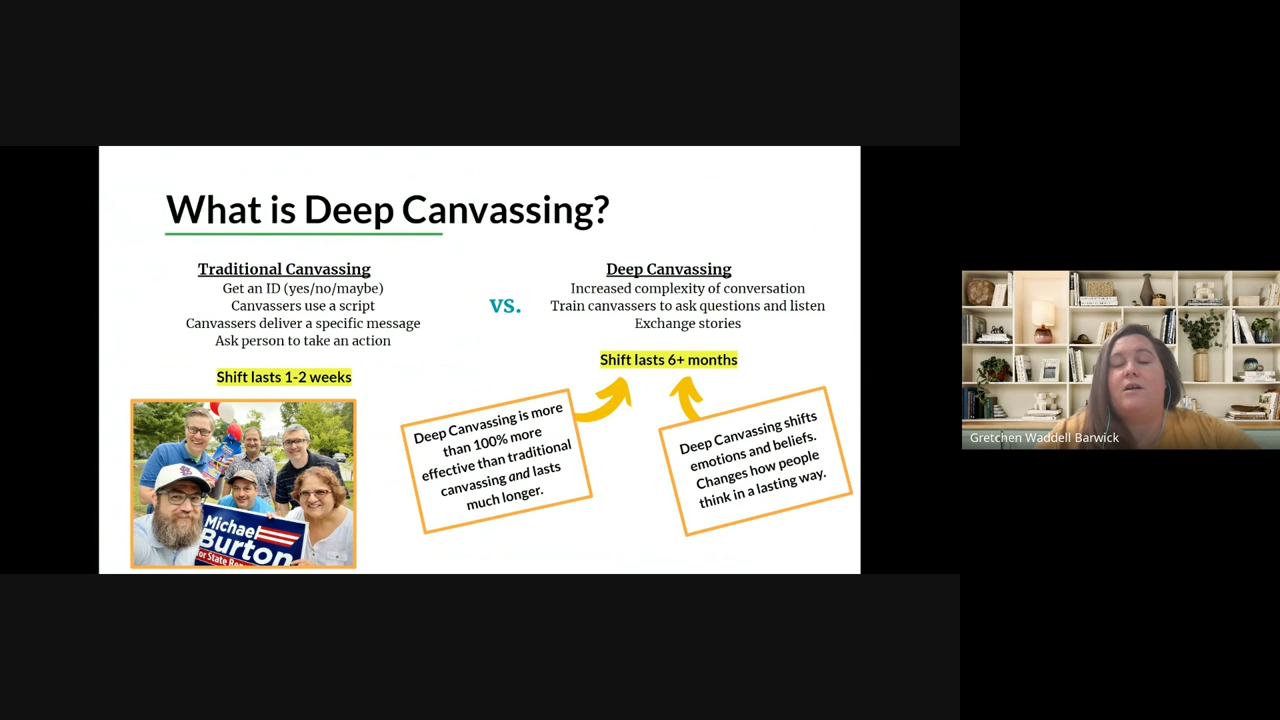 What is Deep Canvassing?
Traditional Canvassing
Get an ID (yes/no/maybe)
Canvassers use a script
Canvassers deliver a specific message
Ask person to take an action
Shift lasts 1-2 weeks
vs.
Deep Canvassing
Increased complexity of conversation
Train canvassers to ask questions and listen
Exchange stories
Shift lasts 6+ months
Deep Canvassing is more
than 100% more
effective than traditional
canvassing and lasts
much longer.
Deep Canvassing shifts
emotions and beliefs.
Changes how people
think in a lasting way.
Michael
Burton
for State
Gretchen Waddell Barwick